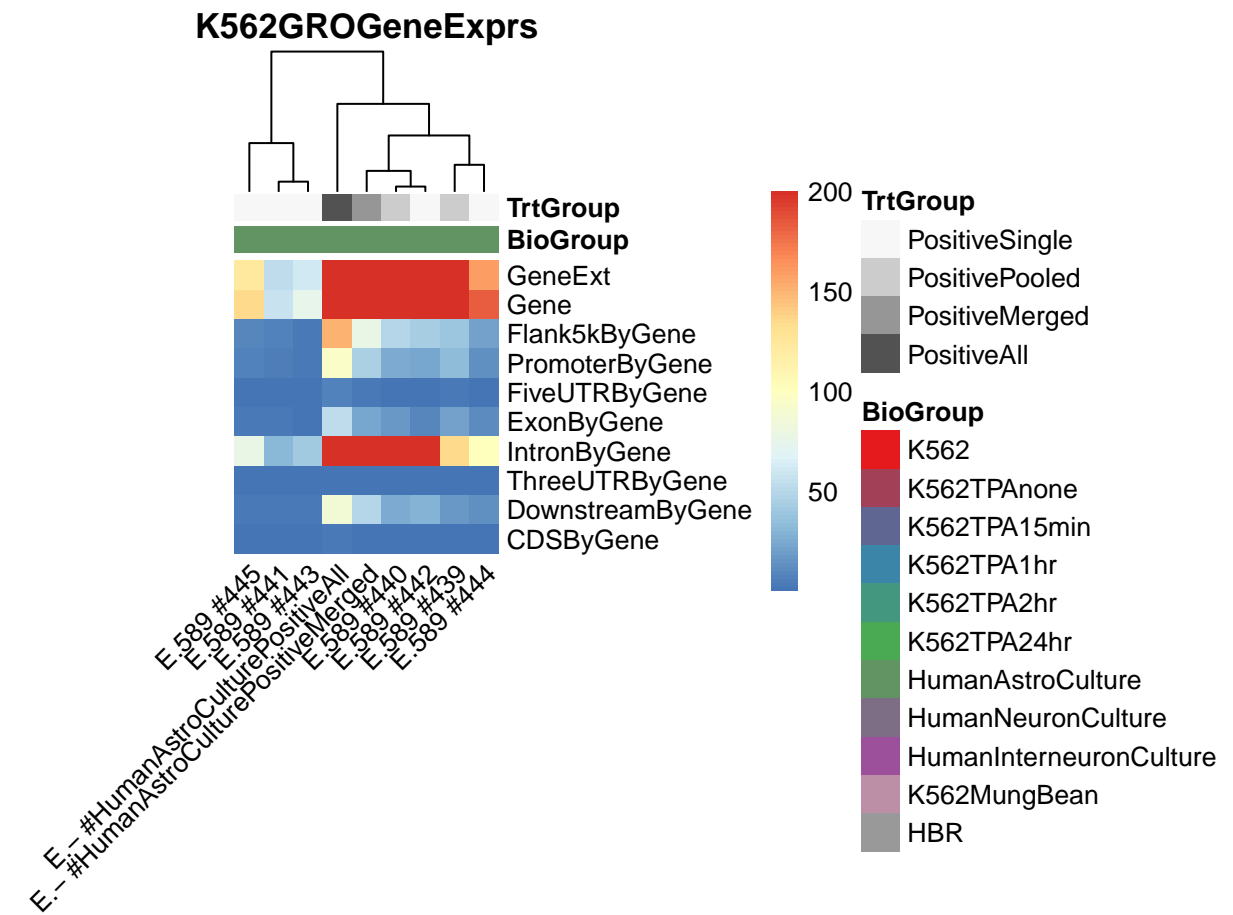 K562GROGeneExprs
TrtGroup
BioGroup
GeneExt
Gene
Flank5kByGene
PromoterByGene
FiveUTRByGene
ExonByGene
IntronByGene
ThreeUTRByGene
DownstreamByGene
CDSByGene
E.589 #445
E.589 #441
E.589 #443
E. – #HumanAstroCulturePositiveAll
E. – #HumanAstroCulturePositiveMerged
E.589 #440
E.589 #442
E.589 #439
E.589 #444
200
150
100
50
TrtGroup
PositiveSingle
PositivePooled
PositiveMerged
PositiveAll
BioGroup
K562
K562TPAnone
K562TPA15min
K562TPA1hr
K562TPA2hr
K562TPA24hr
HumanAstroCulture
HumanNeuronCulture
HumanInterneuronCulture
K562MungBean
HBR